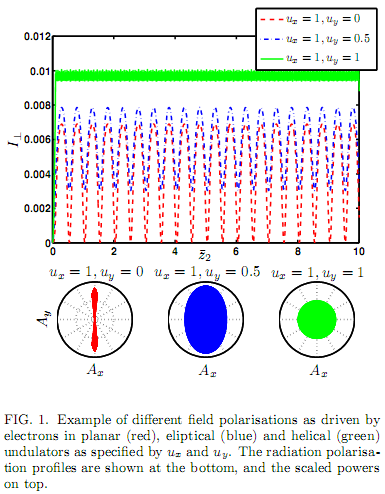 u_x = 1, u_y = 0
u_x = 1, u_y = 0.5
u_x = 1, u_y = 1
0.012
0.01
0.008
0.006
0.004
0.002
0
I_⊥
0 2 4 6 8 10
z̄_2
u_x = 1, u_y = 0 u_x = 1, u_y = 0.5 u_x = 1, u_y = 1
A_y
A_x A_x A_x
FIG. 1. Example of different field polarisations as driven by
electrons in planar (red), eliptical (blue) and helical (green)
undulators as specified by u_x and u_y. The radiation polarisa-
tion profiles are shown at the bottom, and the scaled powers
on top.